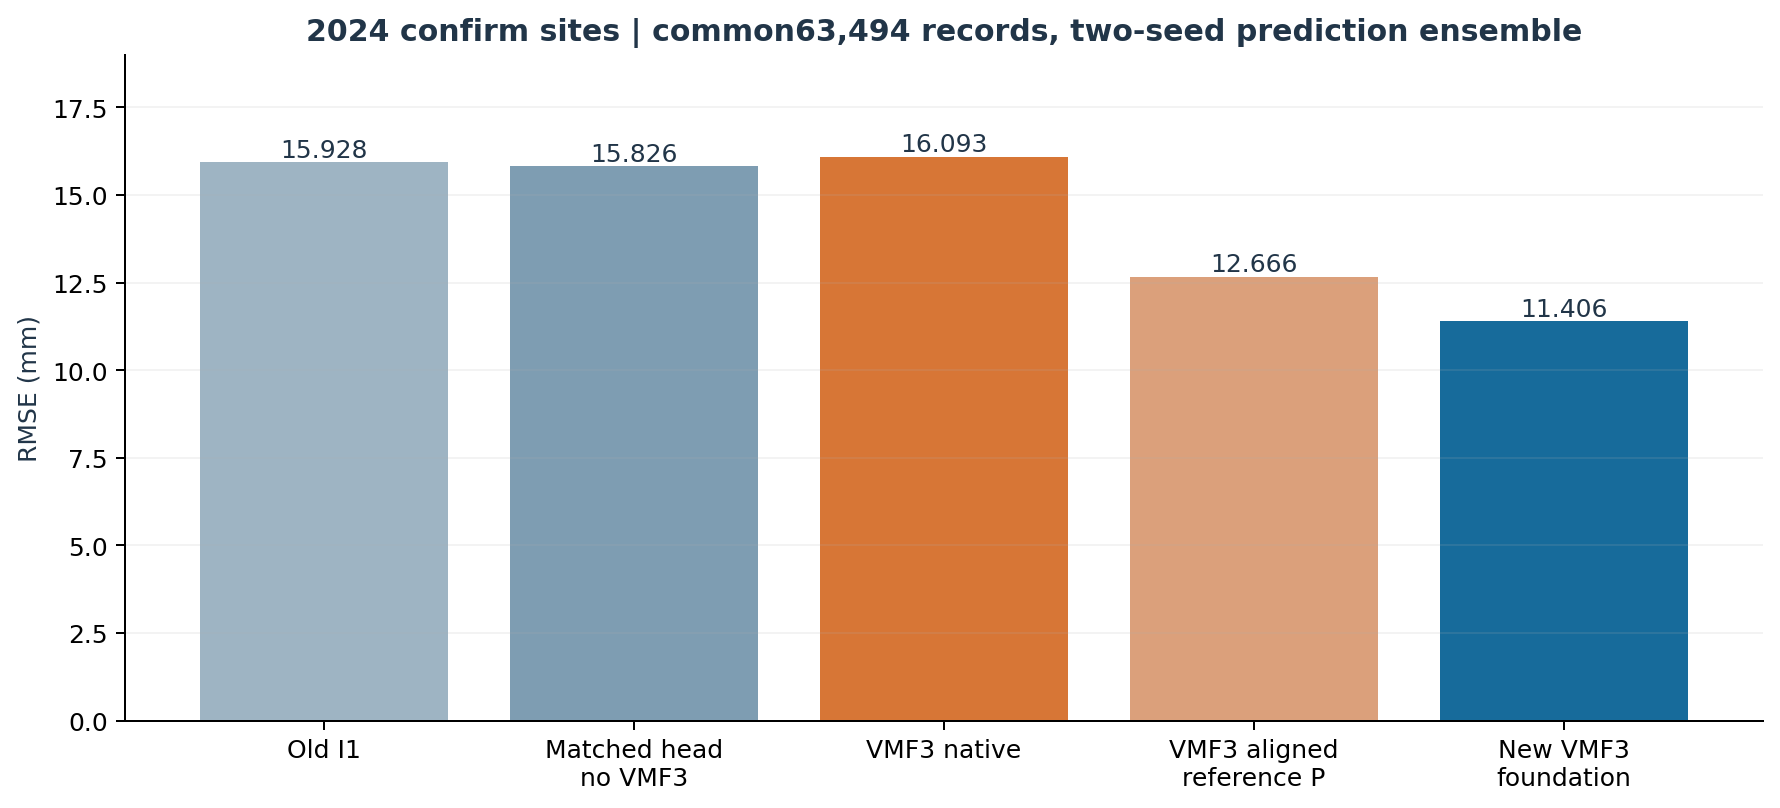 2024 confirm sites | common63,494 records, two-seed prediction ensemble
RMSE (mm)
17.5
15.0
12.5
10.0
7.5
5.0
2.5
0.0
15.928
15.826
16.093
12.666
11.406
Old I1
Matched head
no VMF3
VMF3 native
VMF3 aligned
reference P
New VMF3
foundation